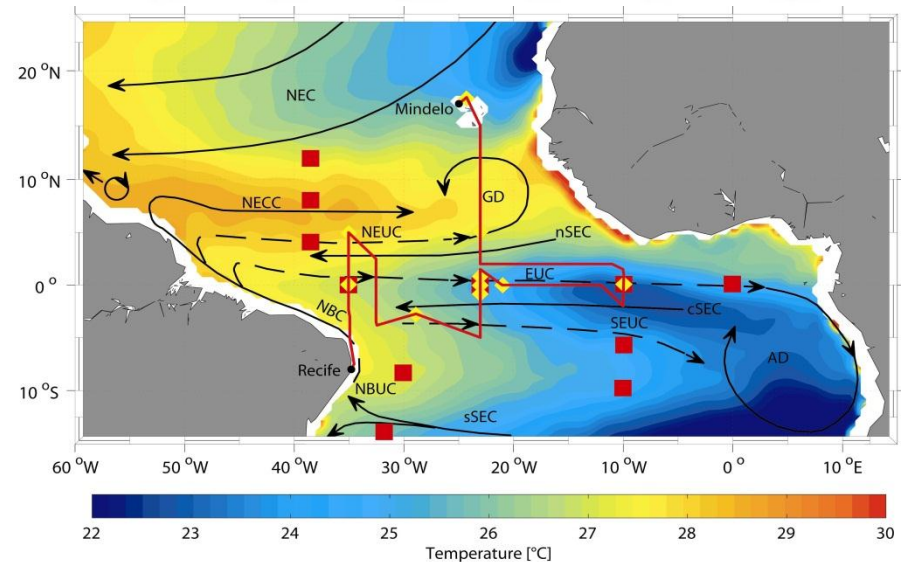 20 °N
NEC
Mindelo
10 °N
NECC
GD
NEUC
nSEC
EUC
0 °
NBC
cSEC
SEUC
AD
Recife
NBUC
10 °S
sSEC
60 °W
50 °W
40 °W
30 °W
20 °W
10 °W
0 °
10 °E
22
23
24
25
26
27
28
29
30
Temperature [°C]